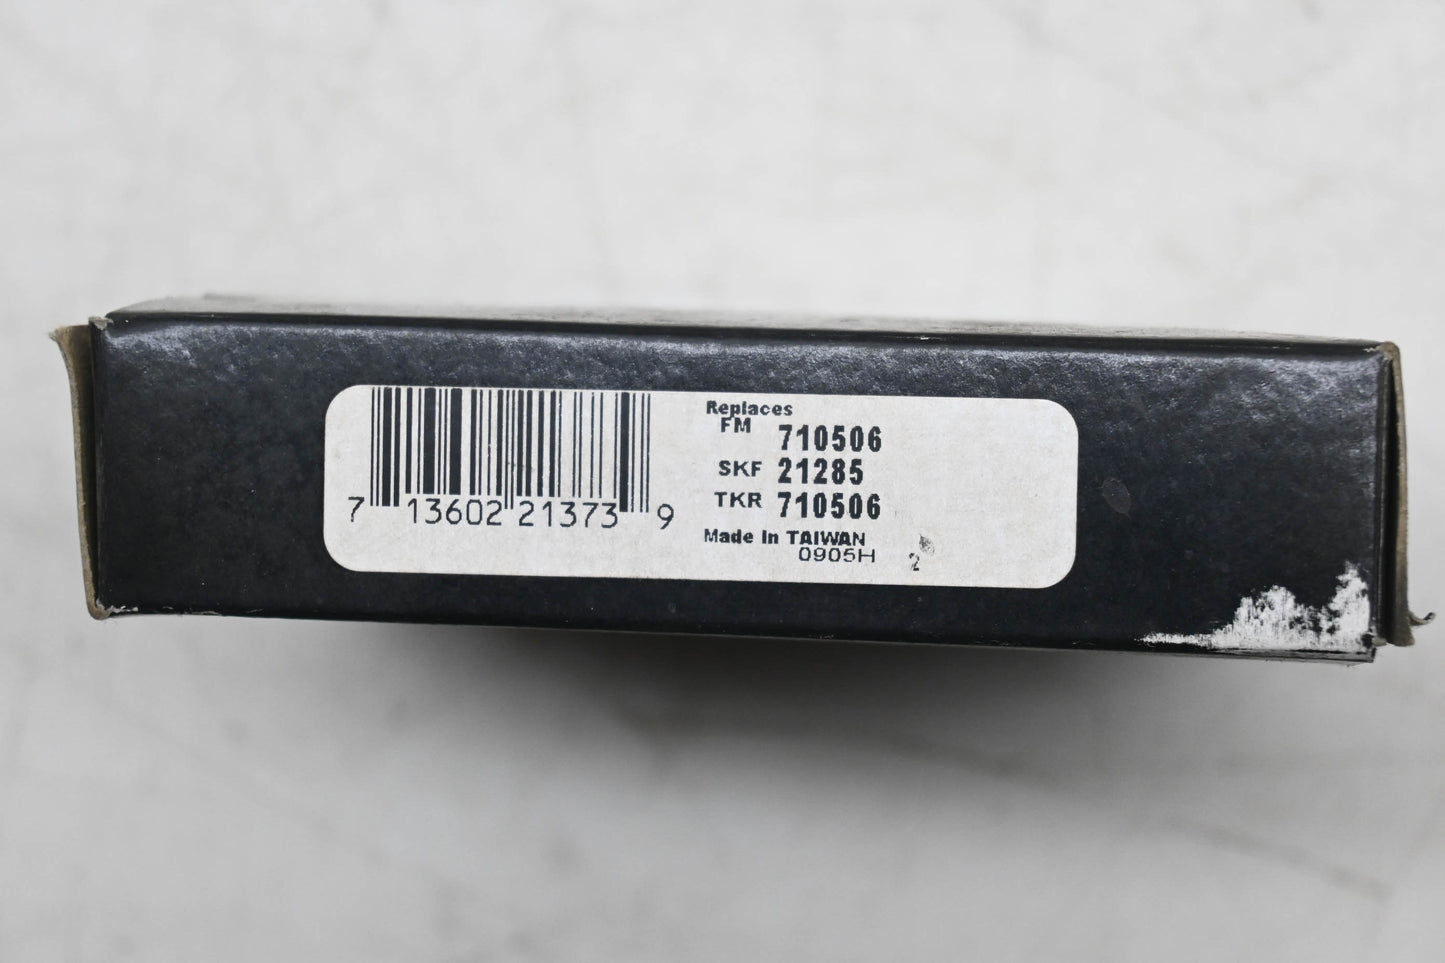 7 13602 21373 9
Replaces
FM 710506
SKF 21285
TKR 710506
Made In TAIWAN
0905H 2